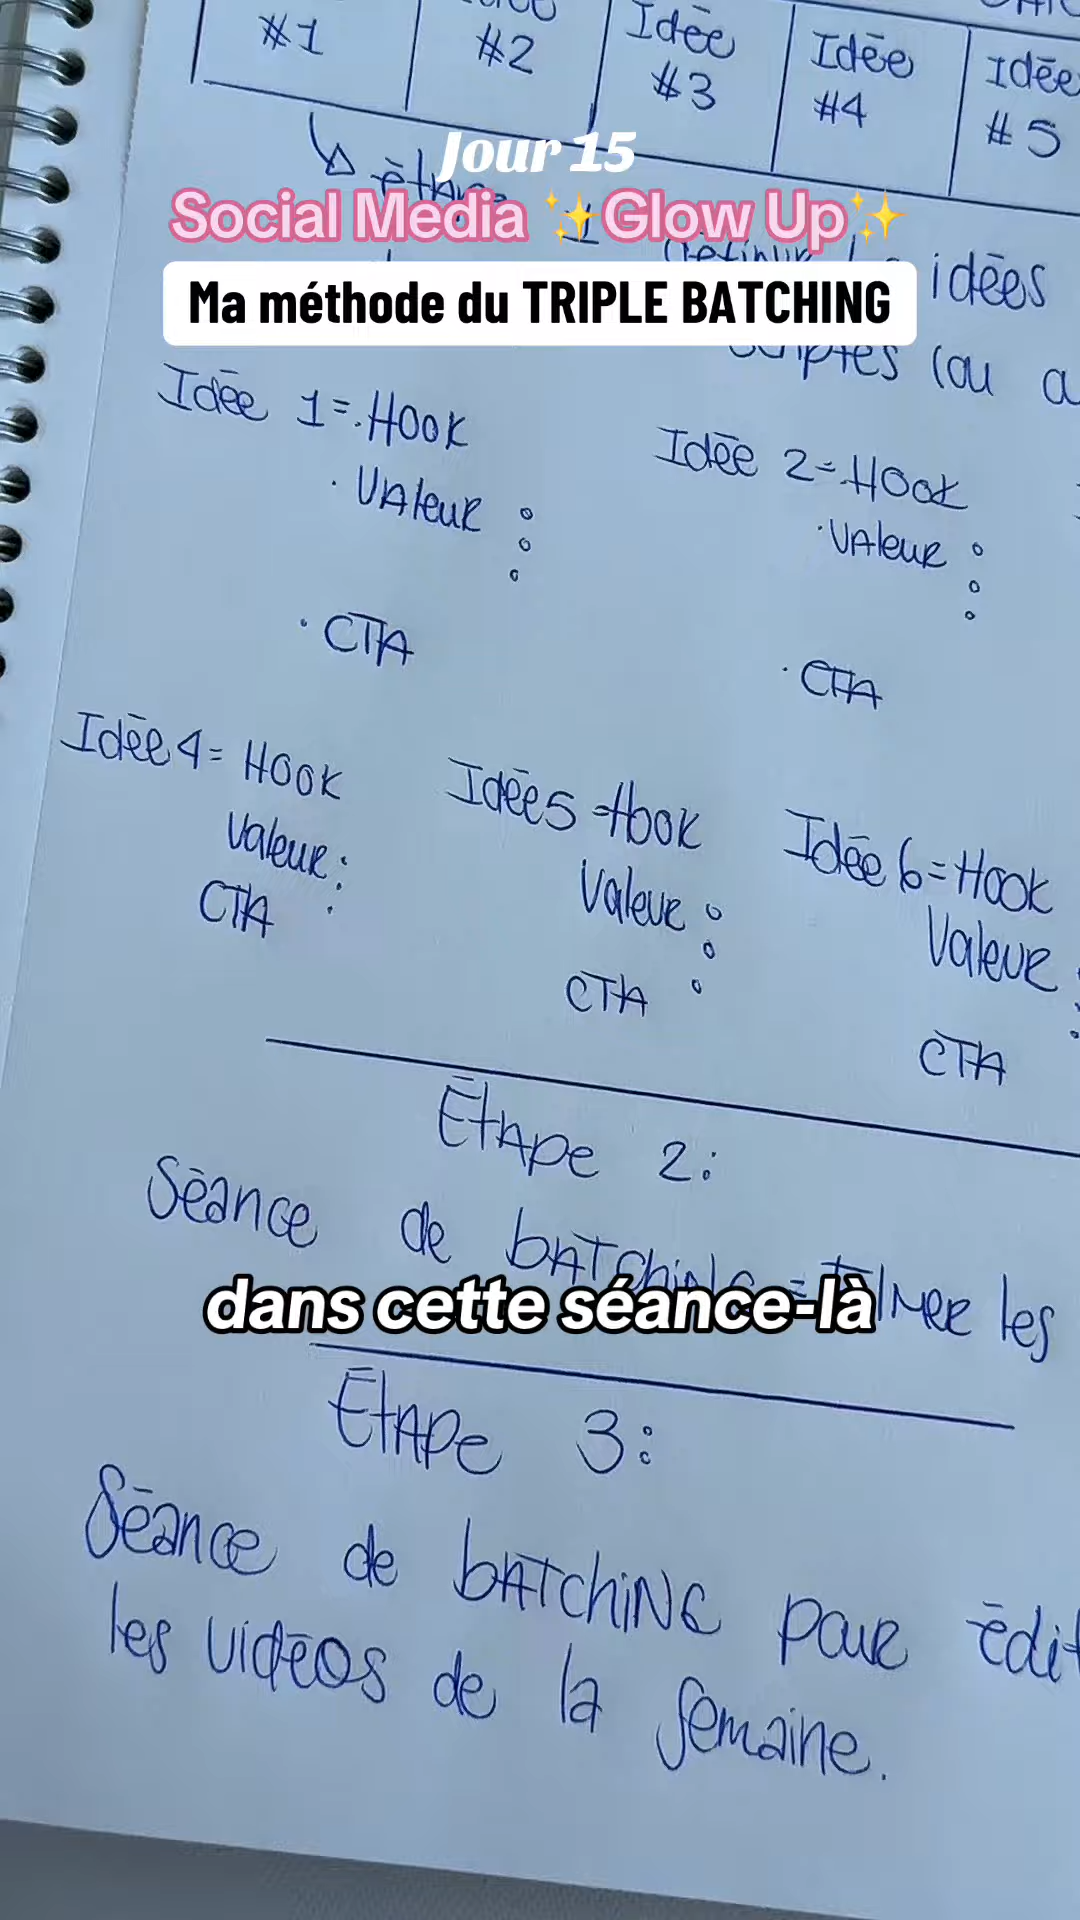 #1
#2
Idée
#3
Idée
#4
Idée
#5
Jour 15
Social Media ✨Glow Up✨
Ma méthode du TRIPLE BATCHING
idées
(ou
Idée 1 = . Hook
. Valeur :
. CTA
Idée 2 = . Hook
. Valeur :
. CTA
Idée 4 = Hook
Valeur :
CTA
Idée 5 = Hook
Valeur :
CTA
Idée 6 = Hook
Valeur :
CTA
Étape 2 :
Séance de batching = Filmer les
dans cette séance-là
Étape 3 :
Séance de batching pour
les vidéos de la semaine.